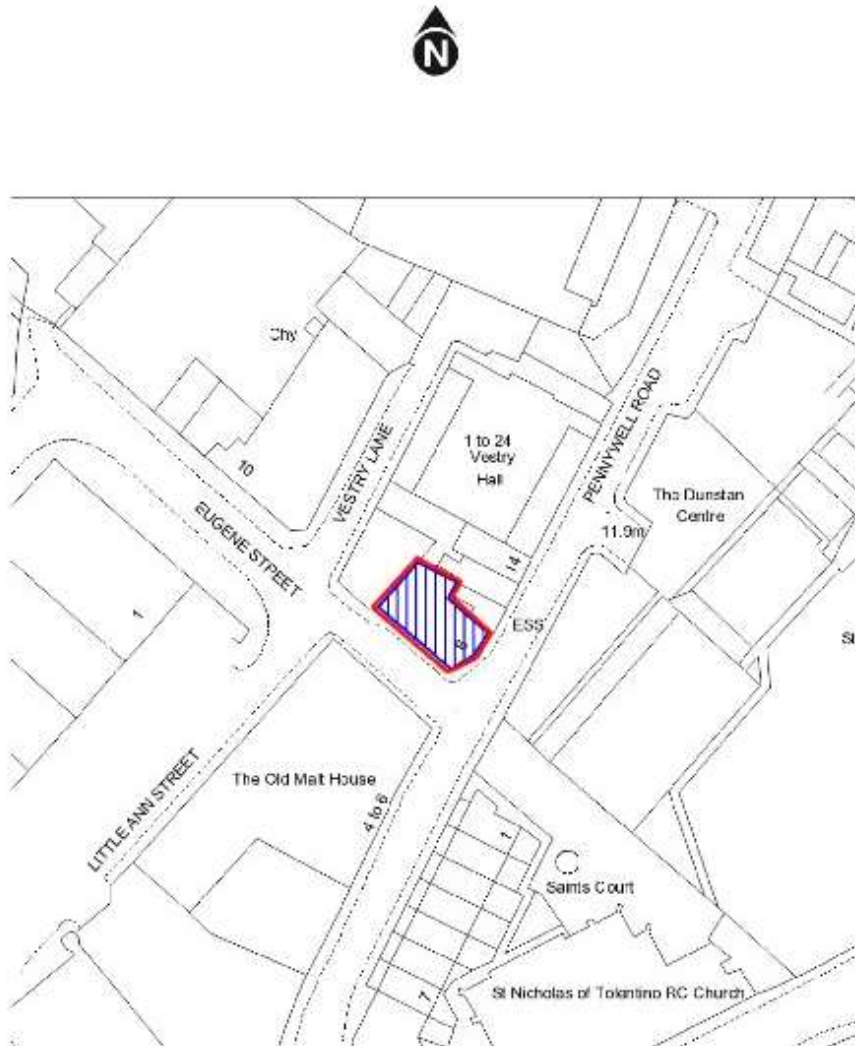 N
Chy
VESTRY LANE
1 to 24
Vestry
Hall
PENNYWELL ROAD
10
The Dunstan
Centre
11.9m
EUGENE STREET
14
1
ESS
St
LITTLE ANN STREET
The Old Malt House
4 to 6
1
Saints Court
7
St Nicholas of Tolentino RC Church